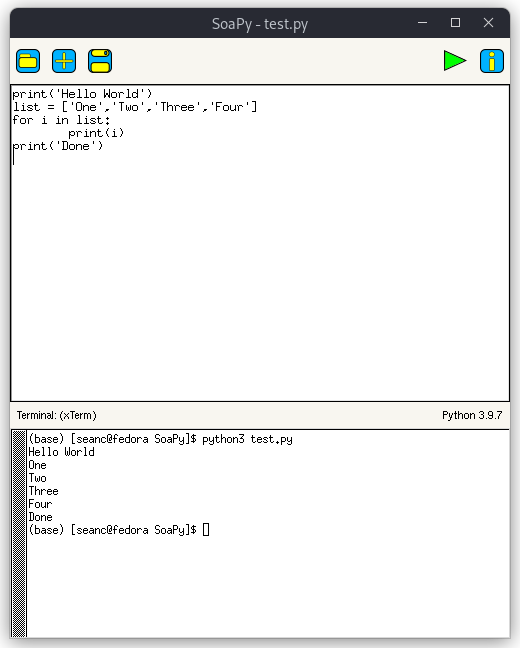 SoaPy - test.py
print('Hello World')
list = ['One','Two','Three','Four']
for i in list:
        print(i)
print('Done')
Terminal: (xTerm)
Python 3.9.7
(base) [seanc@fedora SoaPy]$ python3 test.py
Hello World
One
Two
Three
Four
Done
(base) [seanc@fedora SoaPy]$